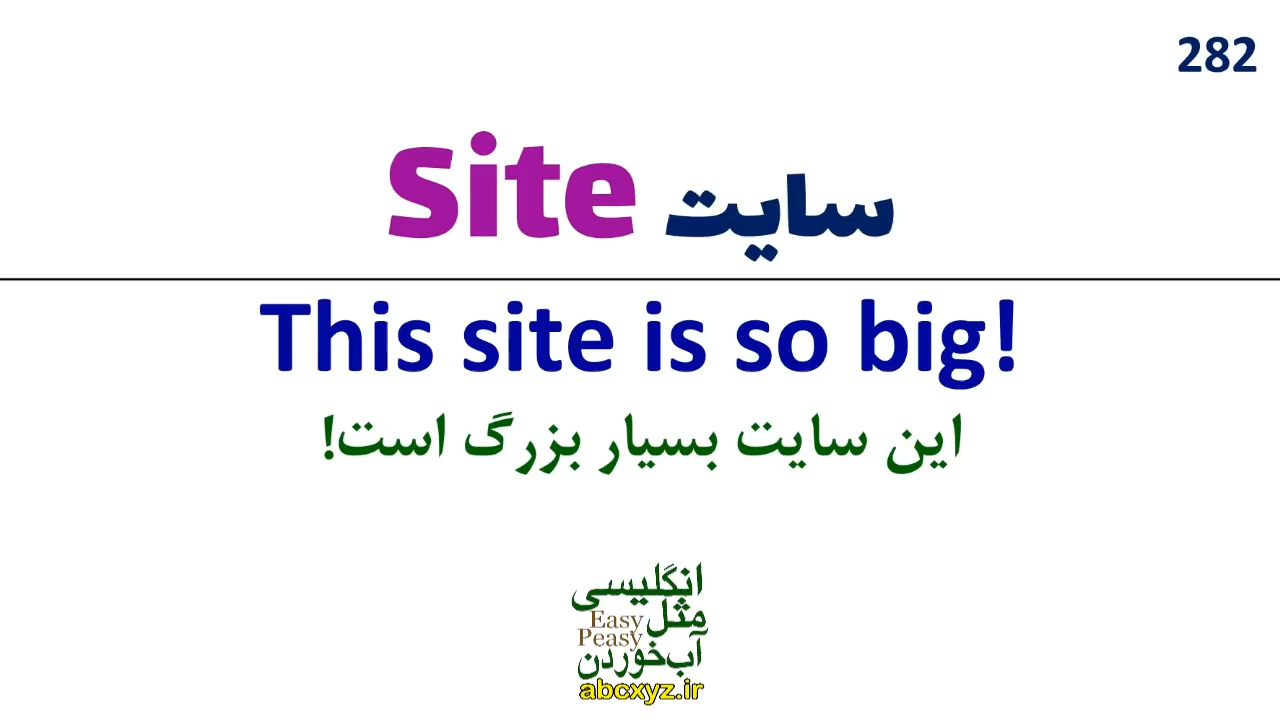 282
Site سایت
This site is so big!
این سایت بسیار بزرگ است!
انگلیسی
مثل
Easy
Peasy
آب‌خوردن
abcxyz.ir